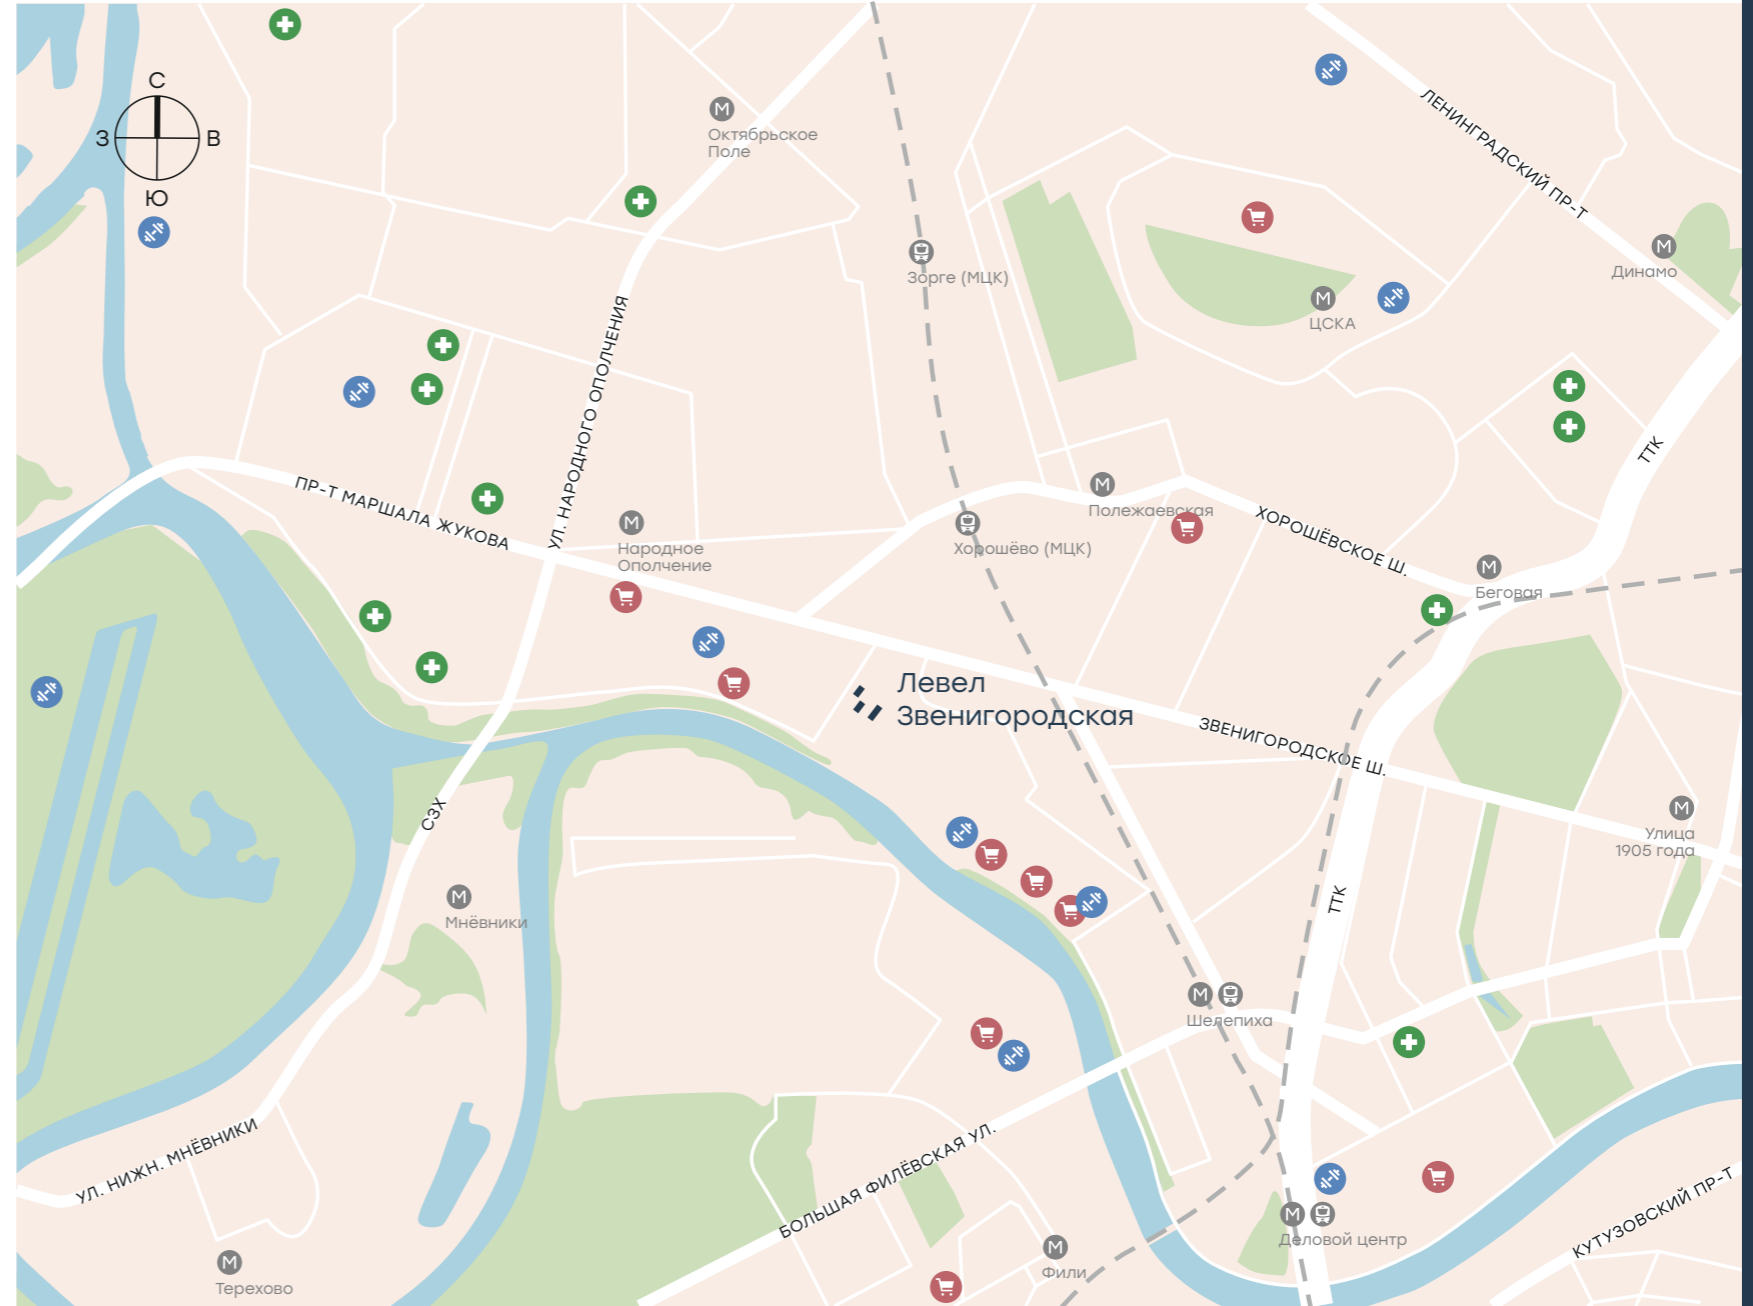 С
З
В
Ю
Октябрьское
Поле
ЛЕНИНГРАДСКИЙ ПР-Т
Динамо
Зорге (МЦК)
ЦСКА
УЛ. НАРОДНОГО ОПОЛЧЕНИЯ
ТТК
ПР-Т МАРШАЛА ЖУКОВА
Полежаевская
ХОРОШЁВСКОЕ Ш.
Народное
Ополчение
Хорошёво (МЦК)
Беговая
Левел
Звенигородская
ЗВЕНИГОРОДСКОЕ Ш.
СЗХ
Улица
1905 года
ТТК
Мнёвники
Шелепиха
УЛ. НИЖН. МНЁВНИКИ
БОЛЬШАЯ ФИЛЁВСКАЯ УЛ.
КУТУЗОВСКИЙ ПР-Т
Деловой центр
Фили
Терехово
М
М
М
М
М
М
М
М
М
М
М
М